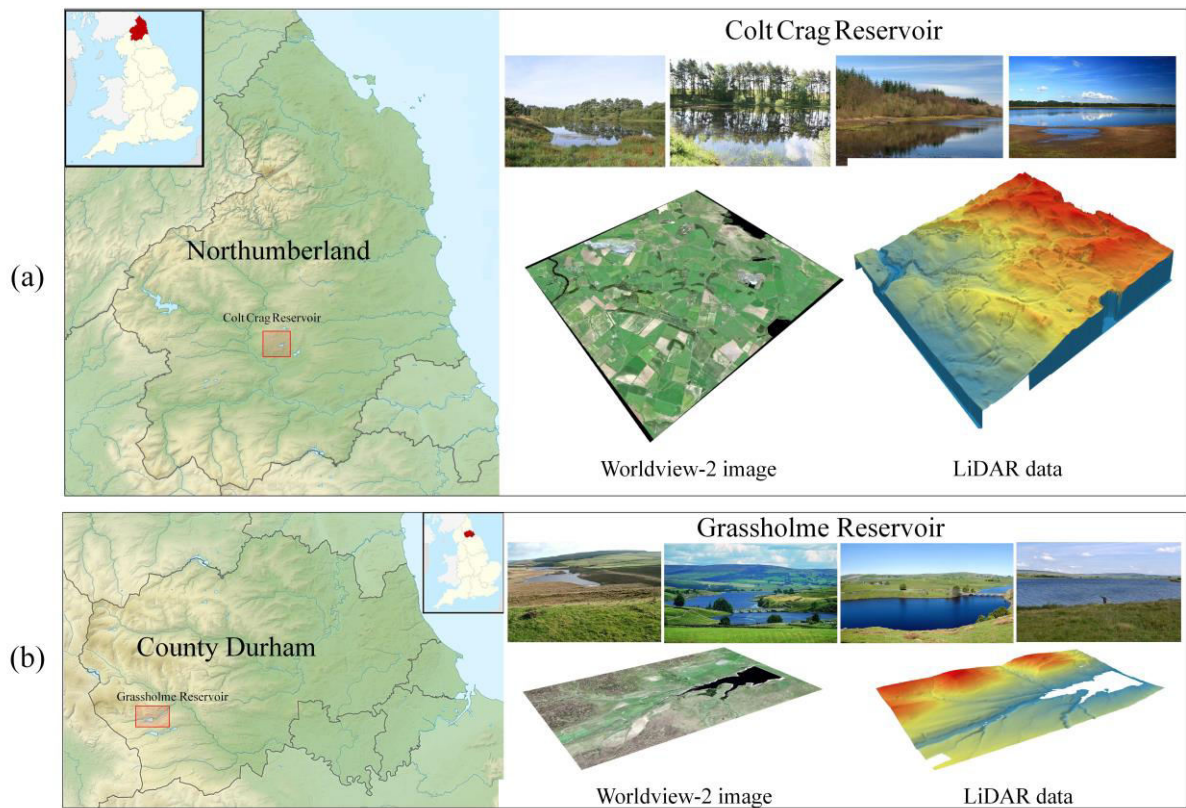 (a)
Northumberland
Colt Crag Reservoir
Colt Crag Reservoir
Worldview-2 image
LiDAR data
(b)
County Durham
Grassholme Reservoir
Grassholme Reservoir
Worldview-2 image
LiDAR data